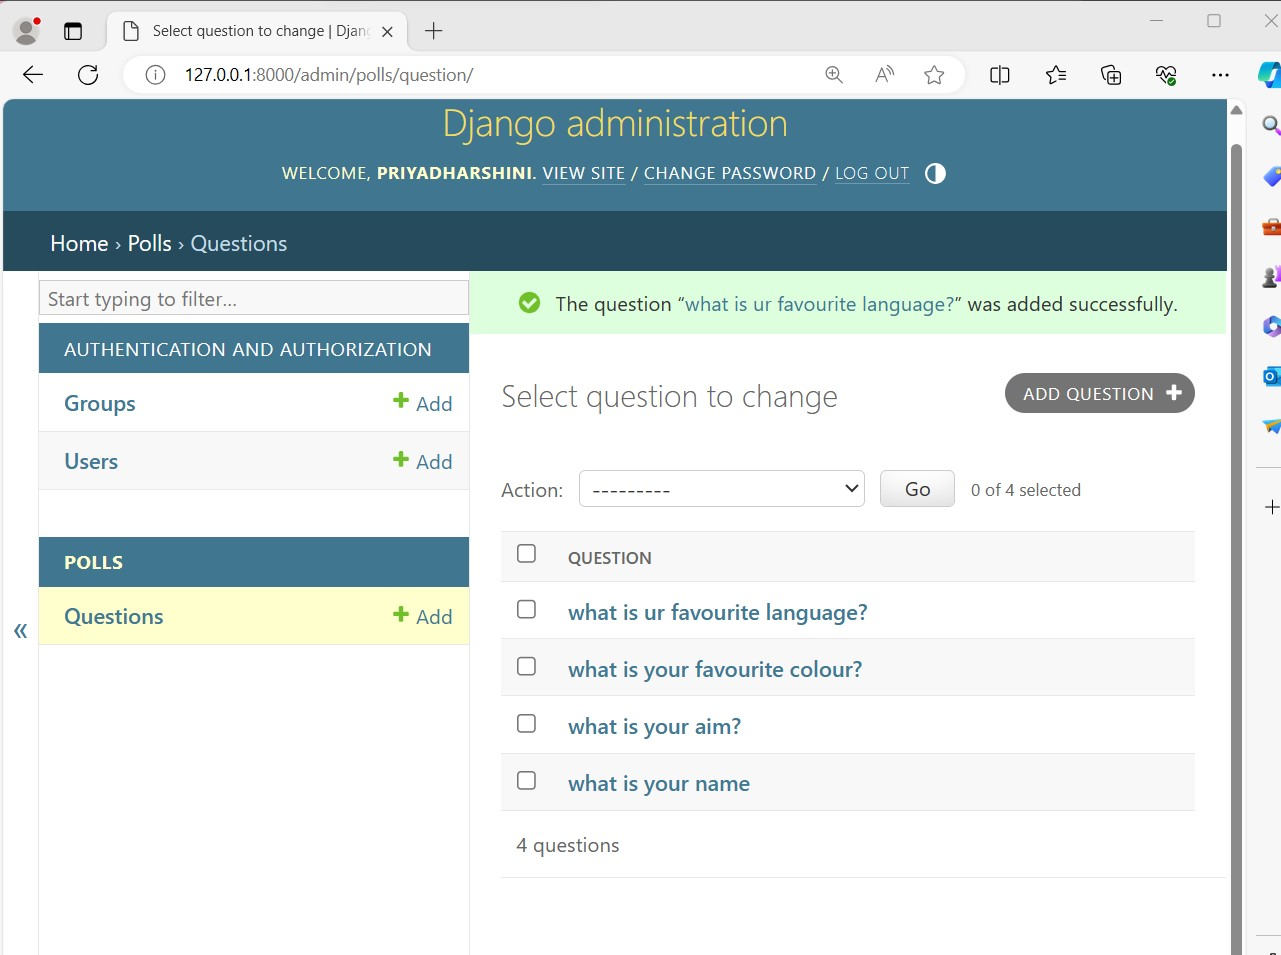 Select question to change | Djan
127.0.0.1:8000/admin/polls/question/
Django administration
WELCOME, PRIYADHARSHINI. VIEW SITE / CHANGE PASSWORD / LOG OUT
Home › Polls › Questions
Start typing to filter...
The question “what is ur favourite language?” was added successfully.
AUTHENTICATION AND AUTHORIZATION
Groups + Add
Users + Add
POLLS
Questions + Add
«
Select question to change
ADD QUESTION +
Action: --------- Go 0 of 4 selected
QUESTION
what is ur favourite language?
what is your favourite colour?
what is your aim?
what is your name
4 questions